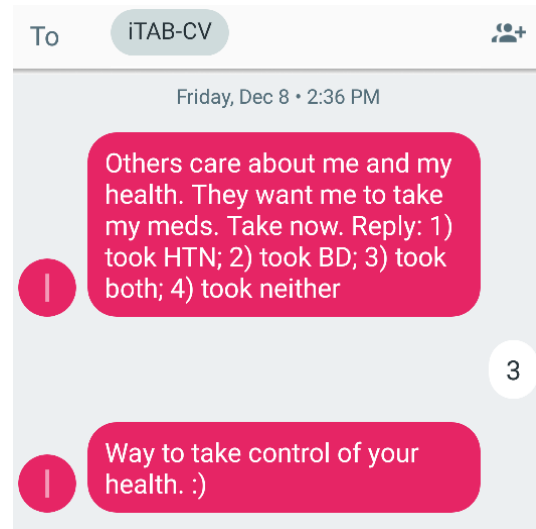 To iTAB-CV
Friday, Dec 8 • 2:36 PM
Others care about me and my
health. They want me to take
my meds. Take now. Reply: 1)
took HTN; 2) took BD; 3) took
both; 4) took neither
I
3
Way to take control of your
health. :)
I